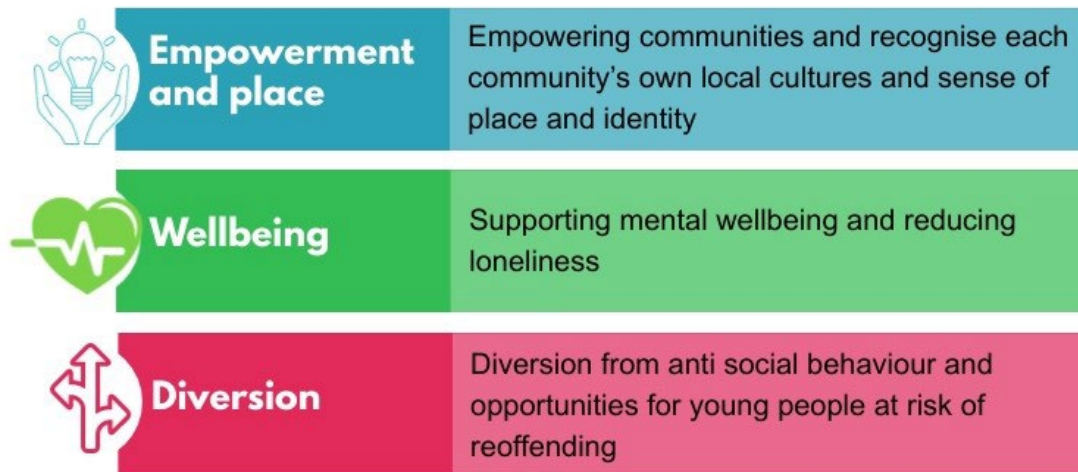 Empowerment
and place
Empowering communities and recognise each
community's own local cultures and sense of
place and identity
Wellbeing
Supporting mental wellbeing and reducing
loneliness
Diversion
Diversion from anti social behaviour and
opportunities for young people at risk of
reoffending